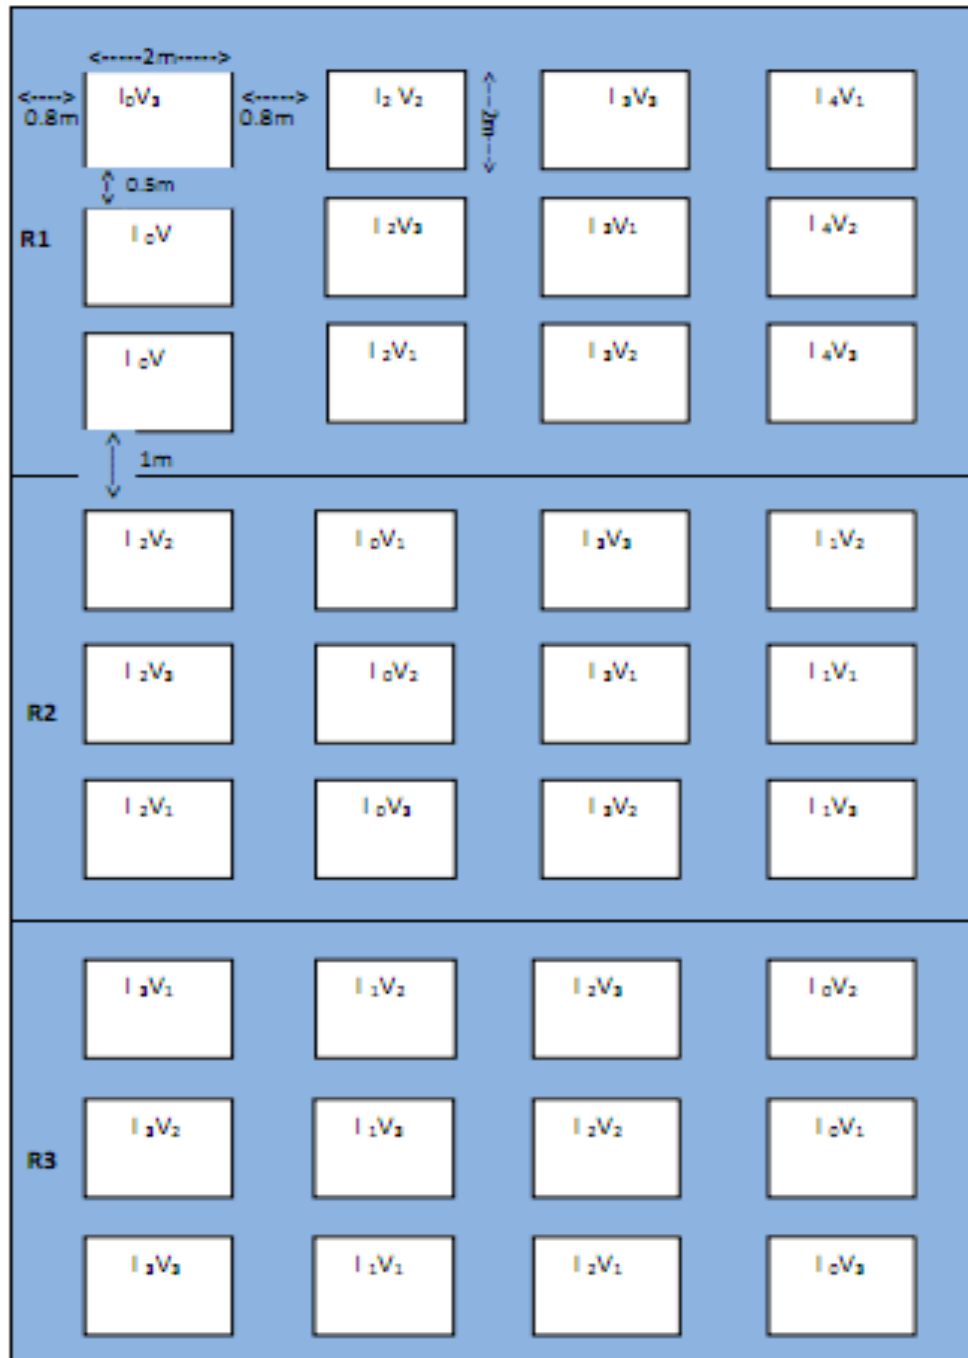 <-----2m----->
I₀V₃ I₂ V₂ I₃V₃ I₄V₁
<----> <----->
0.8m 0.8m <---2m---->
0.5m
R1 I₀V I₂V₃ I₃V₁ I₄V₂
I₀V I₂V₁ I₃V₂ I₄V₃
1m
I₂V₂ I₀V₁ I₃V₃ I₁V₂
R2 I₂V₃ I₀V₂ I₃V₁ I₁V₁
I₂V₁ I₀V₃ I₃V₂ I₁V₃
I₃V₁ I₁V₂ I₂V₃ I₀V₂
R3 I₃V₂ I₁V₃ I₂V₂ I₀V₁
I₃V₃ I₁V₁ I₂V₁ I₀V₃